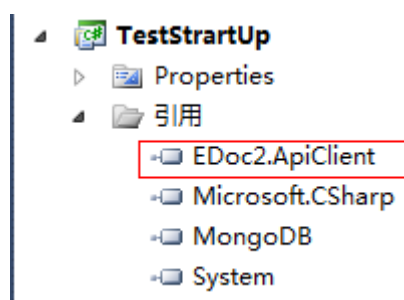 TestStrartUp
Properties
引用
EDoc2.ApiClient
Microsoft.CSharp
MongoDB
System